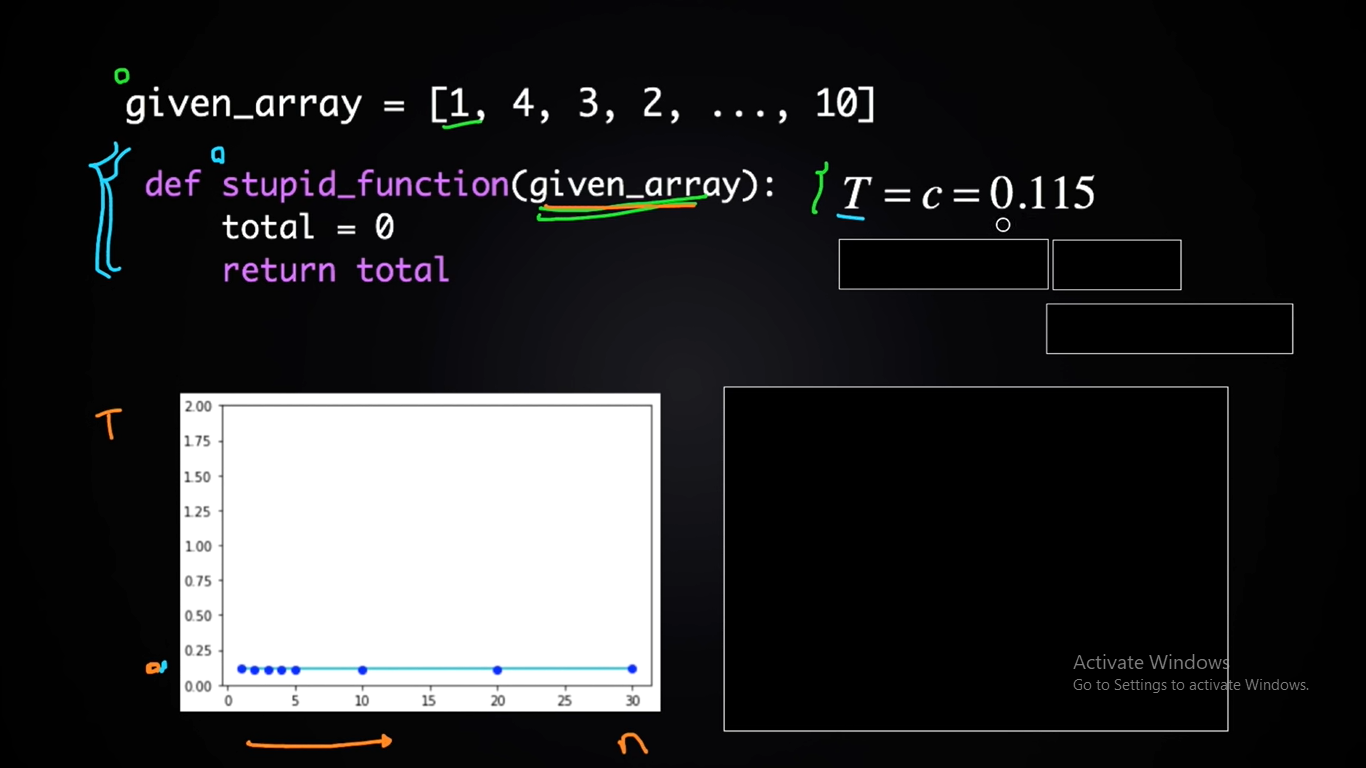 given_array = [1, 4, 3, 2, ..., 10]
def stupid_function(given_array):
T = c = 0.115
total = 0
return total
T
2.00
1.75
1.50
1.25
1.00
0.75
0.50
0.25
0.00
0 5 10 15 20 25 30
n
Activate Windows
Go to Settings to activate Windows.